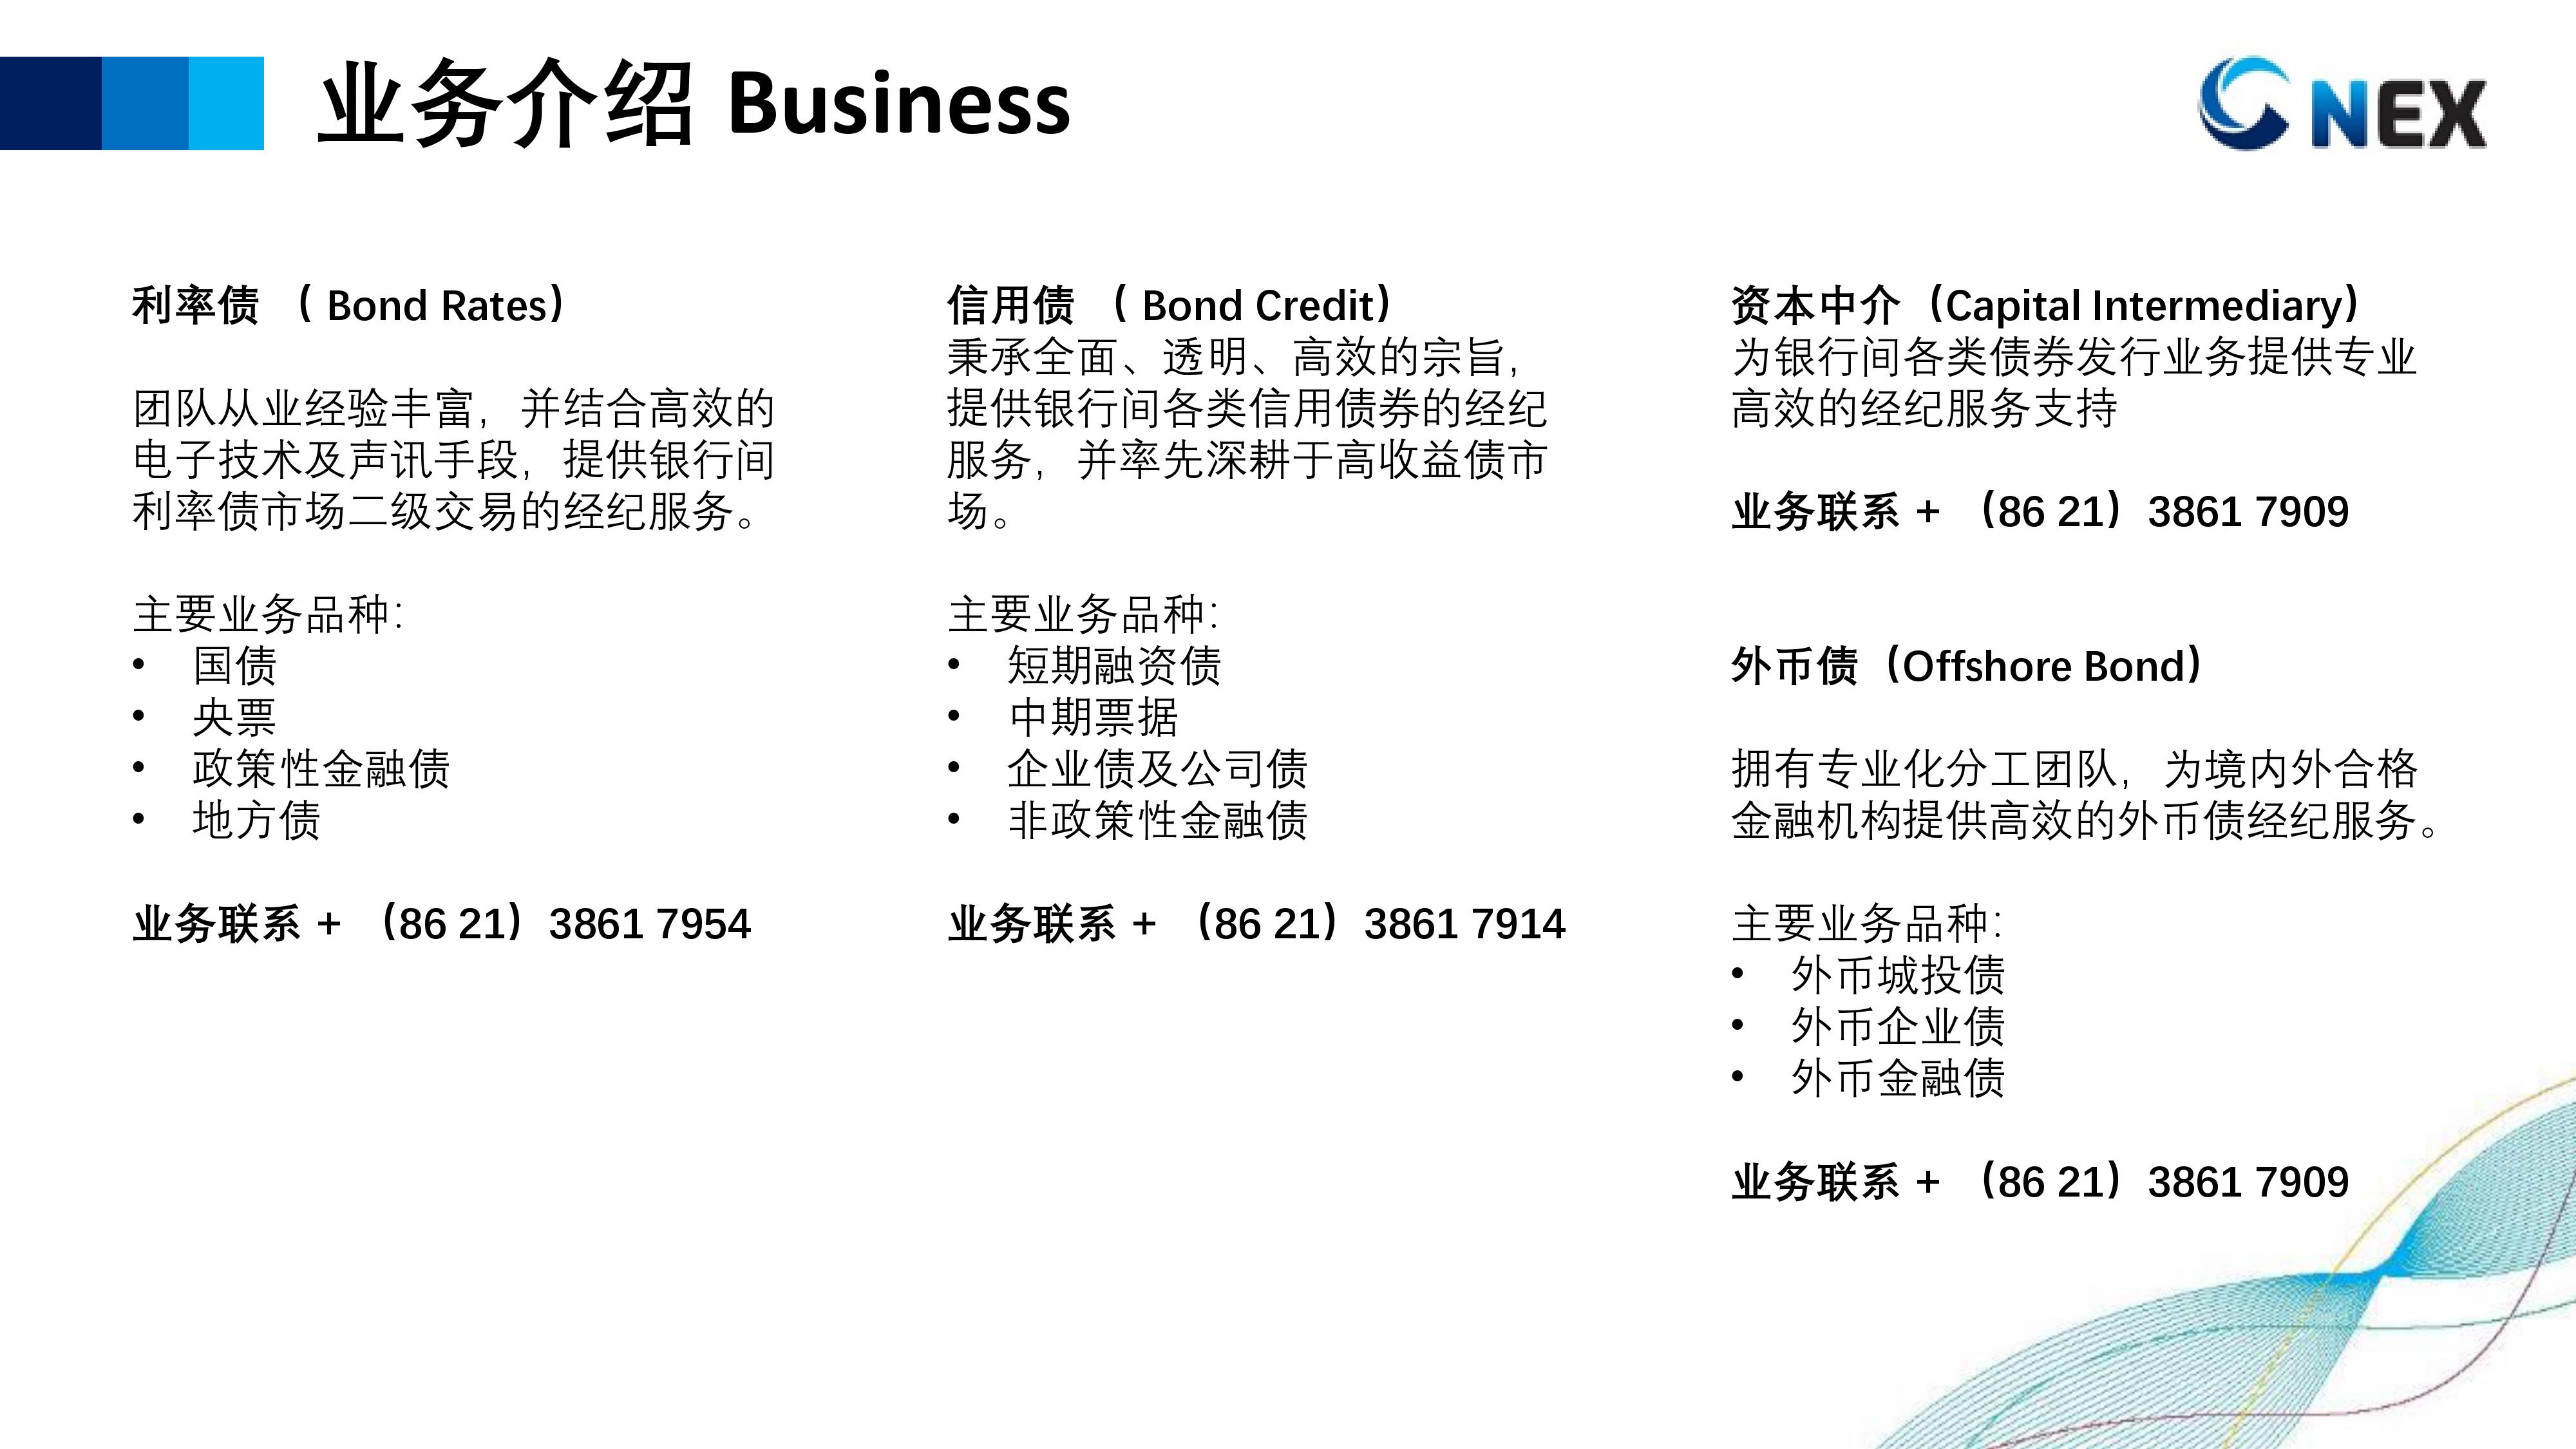 业务介绍 Business
NEX
利率债 （ Bond Rates）
团队从业经验丰富，并结合高效的
电子技术及声讯手段，提供银行间
利率债市场二级交易的经纪服务。
主要业务品种：
• 国债
• 央票
• 政策性金融债
• 地方债
业务联系 + （86 21）3861 7954
信用债 （ Bond Credit）
秉承全面、透明、高效的宗旨，
提供银行间各类信用债券的经纪
服务，并率先深耕于高收益债市
场。
主要业务品种：
• 短期融资债
• 中期票据
• 企业债及公司债
• 非政策性金融债
业务联系 + （86 21）3861 7914
资本中介（Capital Intermediary）
为银行间各类债券发行业务提供专业
高效的经纪服务支持
业务联系 + （86 21）3861 7909
外币债（Offshore Bond）
拥有专业化分工团队，为境内外合格
金融机构提供高效的外币债经纪服务。
主要业务品种：
• 外币城投债
• 外币企业债
• 外币金融债
业务联系 + （86 21）3861 7909